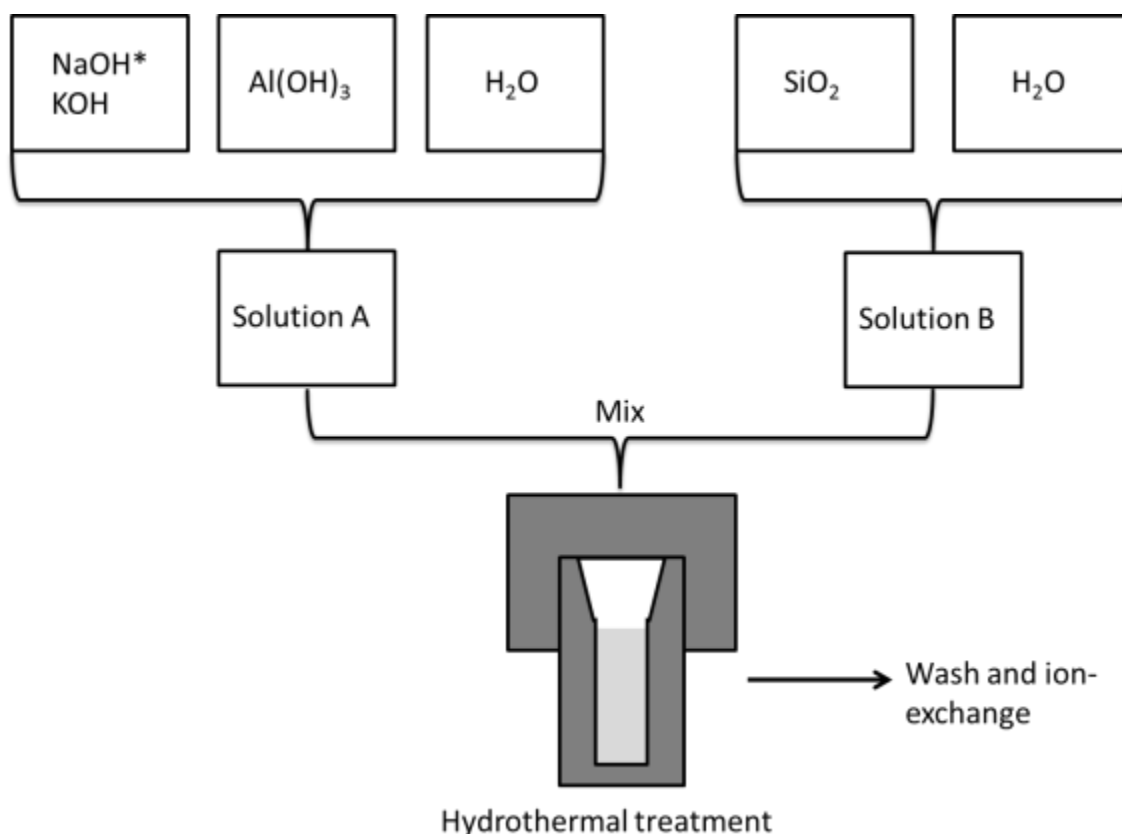 NaOH*
KOH
Al(OH)₃
H₂O
SiO₂
H₂O
Solution A
Solution B
Mix
Wash and ion-
exchange
Hydrothermal treatment